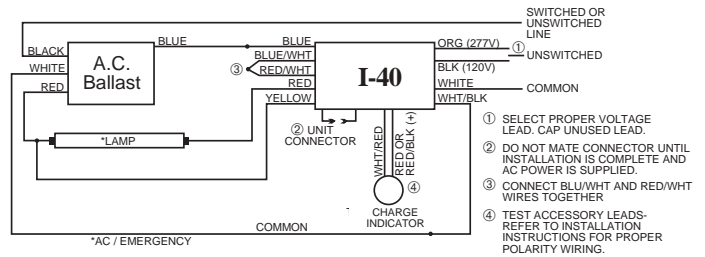 SWITCHED OR
UNSWITCHED
LINE
BLACK
BLUE
BLUE
ORG (277V)
①
UNSWITCHED
WHITE
A.C.
Ballast
BLUE/WHT
③
RED/WHT
I-40
BLK (120V)
RED
RED
WHITE
COMMON
YELLOW
WHT/BLK
*LAMP
② UNIT
CONNECTOR
WHT/RED
RED OR
RED/BLK (+)
④
CHARGE
INDICATOR
COMMON
*AC / EMERGENCY
① SELECT PROPER VOLTAGE
LEAD. CAP UNUSED LEAD.
② DO NOT MATE CONNECTOR UNTIL
INSTALLATION IS COMPLETE AND
AC POWER IS SUPPLIED.
③ CONNECT BLU/WHT AND RED/WHT
WIRES TOGETHER
④ TEST ACCESSORY LEADS-
REFER TO INSTALLATION
INSTRUCTIONS FOR PROPER
POLARITY WIRING.